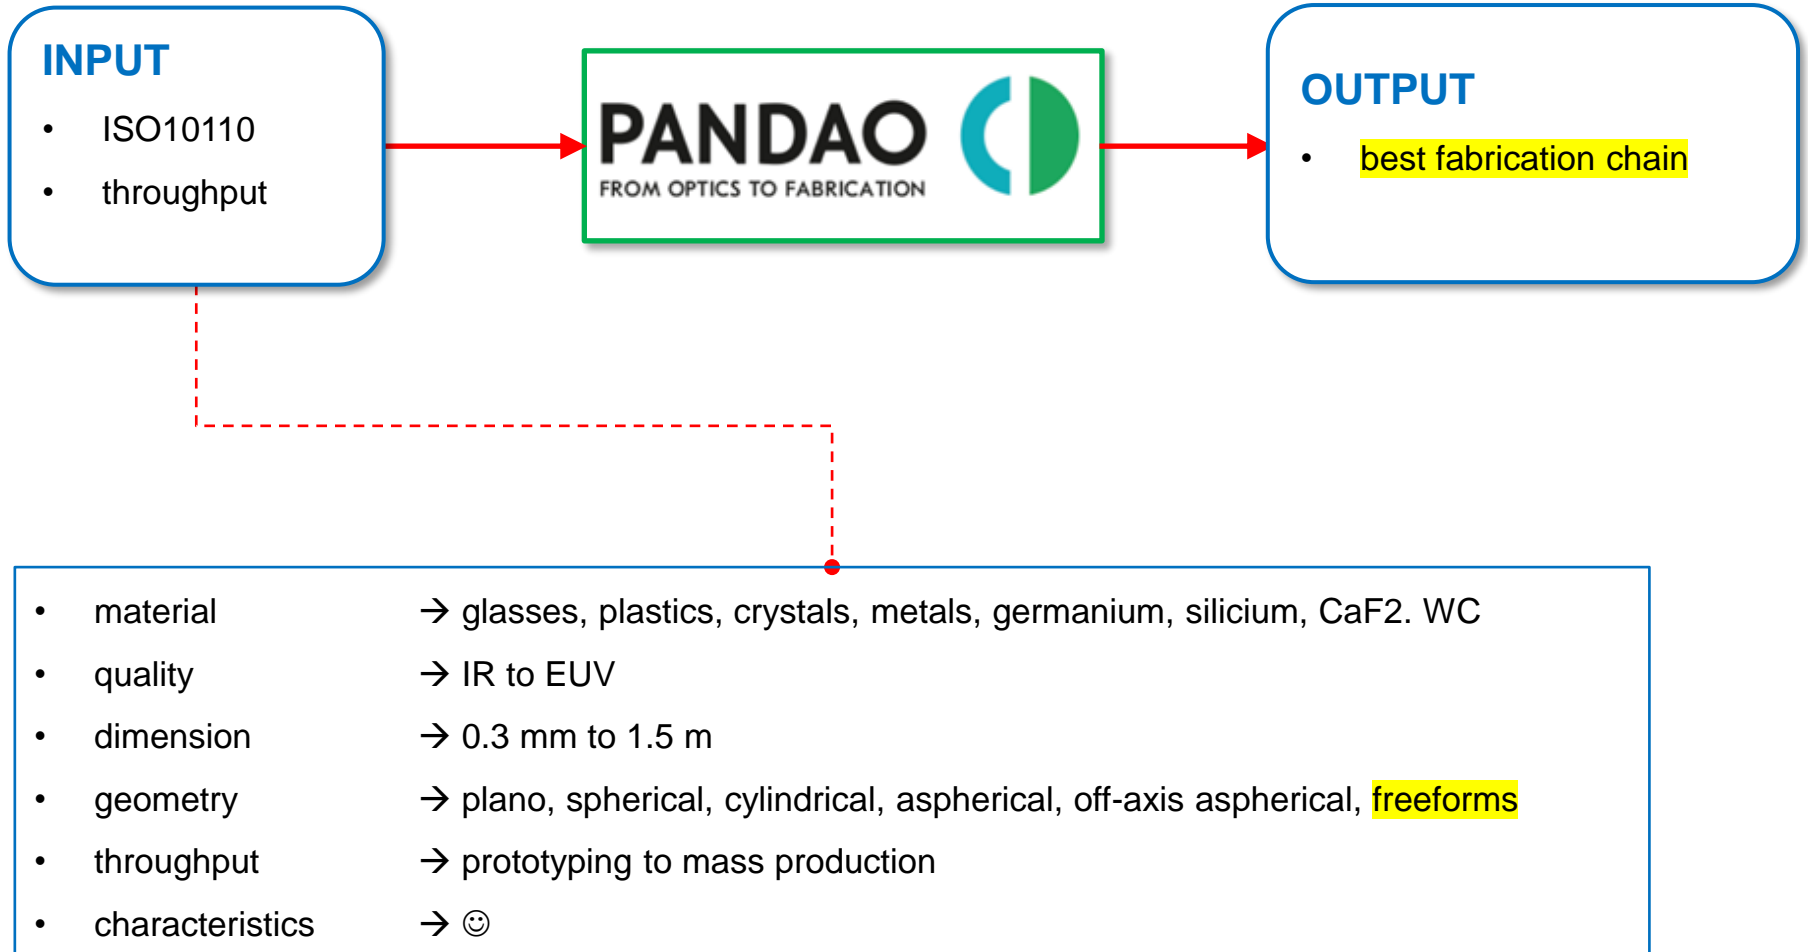 INPUT
• ISO10110
• throughput
PANDAO
FROM OPTICS TO FABRICATION
OUTPUT
• best fabrication chain
• material → glasses, plastics, crystals, metals, germanium, silicium, CaF2. WC
• quality → IR to EUV
• dimension → 0.3 mm to 1.5 m
• geometry → plano, spherical, cylindrical, aspherical, off-axis aspherical, freeforms
• throughput → prototyping to mass production
• characteristics → ☺